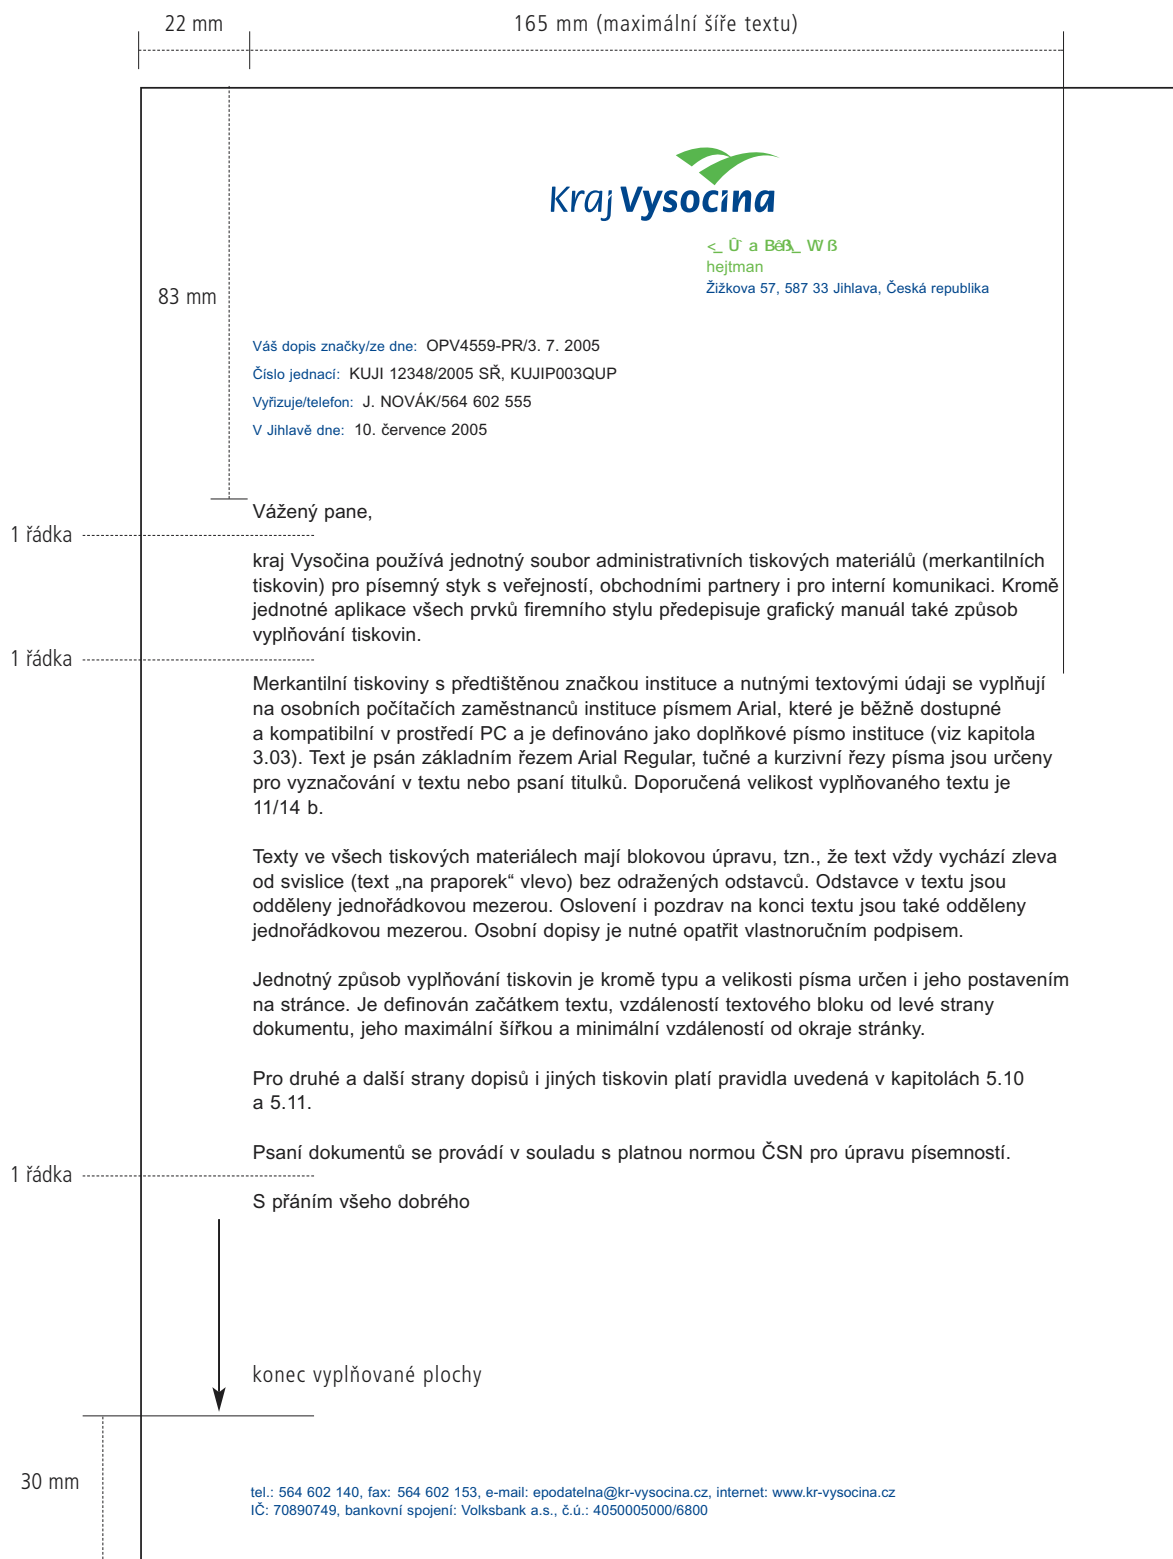 22 mm
165 mm (maximální šíře textu)
Kraj Vysočina
hejtman
Žižkova 57, 587 33 Jihlava, Česká republika
83 mm
Váš dopis značky/ze dne: OPV4559-PR/3. 7. 2005
Číslo jednací: KUJI 12348/2005 SŘ, KUJIP003QUP
Vyřizuje/telefon: J. NOVÁK/564 602 555
V Jihlavě dne: 10. července 2005
Vážený pane,
1 řádka
kraj Vysočina používá jednotný soubor administrativních tiskových materiálů (merkantilních
tiskovin) pro písemný styk s veřejností, obchodními partnery i pro interní komunikaci. Kromě
jednotné aplikace všech prvků firemního stylu předepisuje grafický manuál také způsob
vyplňování tiskovin.
1 řádka
Merkantilní tiskoviny s předtištěnou značkou instituce a nutnými textovými údaji se vyplňují
na osobních počítačích zaměstnanců instituce písmem Arial, které je běžně dostupné
a kompatibilní v prostředí PC a je definováno jako doplňkové písmo instituce (viz kapitola
3.03). Text je psán základním řezem Arial Regular, tučné a kurzivní řezy písma jsou určeny
pro vyznačování v textu nebo psaní titulků. Doporučená velikost vyplňovaného textu je
11/14 b.
Texty ve všech tiskových materiálech mají blokovou úpravu, tzn., že text vždy vychází zleva
od svislice (text „na praporek“ vlevo) bez odražených odstavců. Odstavce v textu jsou
odděleny jednořádkovou mezerou. Oslovení i pozdrav na konci textu jsou také odděleny
jednořádkovou mezerou. Osobní dopisy je nutné opatřit vlastnoručním podpisem.
Jednotný způsob vyplňování tiskovin je kromě typu a velikosti písma určen i jeho postavením
na stránce. Je definován začátkem textu, vzdáleností textového bloku od levé strany
dokumentu, jeho maximální šířkou a minimální vzdáleností od okraje stránky.
Pro druhé a další strany dopisů i jiných tiskovin platí pravidla uvedená v kapitolách 5.10
a 5.11.
Psaní dokumentů se provádí v souladu s platnou normou ČSN pro úpravu písemností.
1 řádka
S přáním všeho dobrého
konec vyplňované plochy
30 mm
tel.: 564 602 140, fax: 564 602 153, e-mail: epodatelna@kr-vysocina.cz, internet: www.kr-vysocina.cz
IČ: 70890749, bankovní spojení: Volksbank a.s., č.ú.: 4050005000/6800